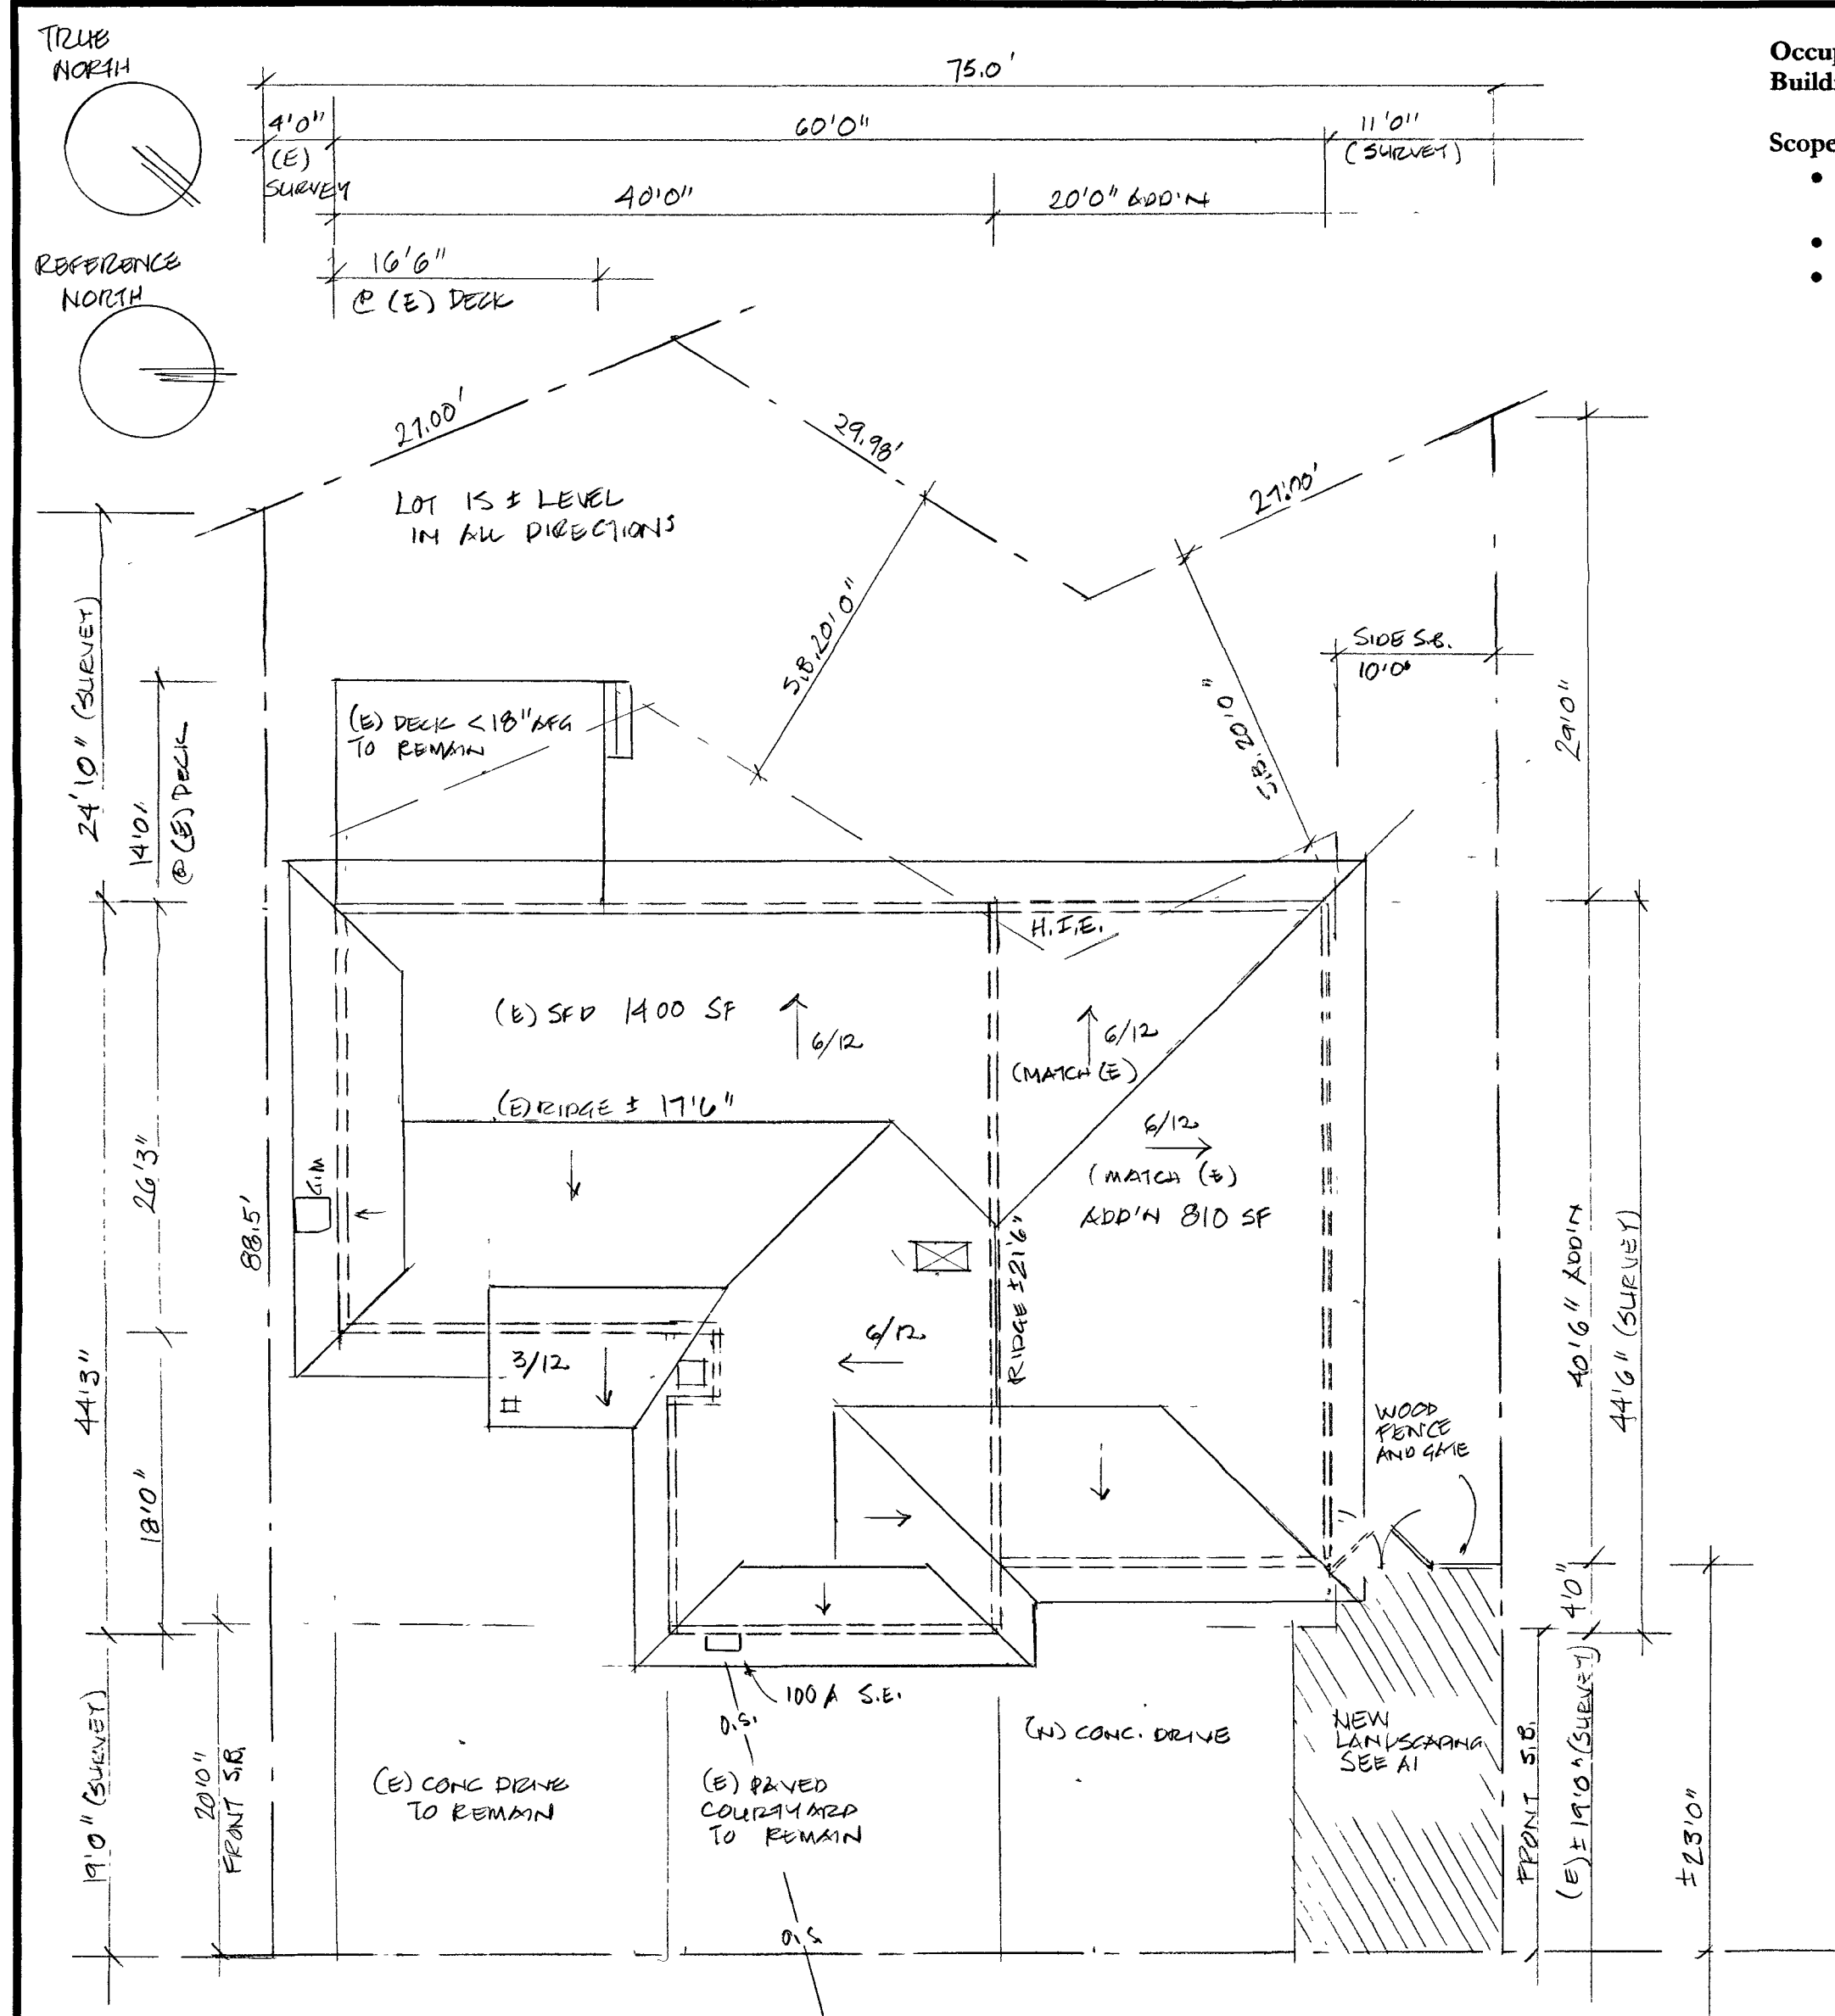 TRUE
NORTH
75.0'
Occup
Build
4'0"
60'0"
11'0"
(E)
SURVEY
(SURVEY)
Scope
40'0"
20'0" ADD'N
REFERENCE
NORTH
16'6"
@ (E) DECK
27.00'
29.98'
27.00'
LOT IS ± LEVEL
IN ALL DIRECTIONS
24'10" (SURVEY)
14'0"
@ (E) DECK
S.B. 20'0"
S.B. 20'0"
SIDE S.B.
10'0"
29'0"
(E) DECK <18" AFG
TO REMAIN
H.I.E.
(E) SFD 1400 SF
6/12
6/12
(MATCH (E)
(E) RIDGE ± 17'6"
6/12
(MATCH (E)
ADD'N 810 SF
RIDGE ±21'6"
G.M
26'3"
88.5'
40'6" ADD'N
44'6" (SURVEY)
44'3"
3/12
6/12
WOOD
FENCE
AND GATE
18'0"
4'0"
100 A S.E.
O.S.
(N) CONC. DRIVE
NEW
LANDSCAPING
SEE A1
19'0" (SURVEY)
20'0"
FRONT S.B.
(E) CONC DRIVE
TO REMAIN
(E) PAVED
COURTYARD
TO REMAIN
FRONT S.B.
(E) ± 19'0" (SURVEY)
±23'0"
O.S